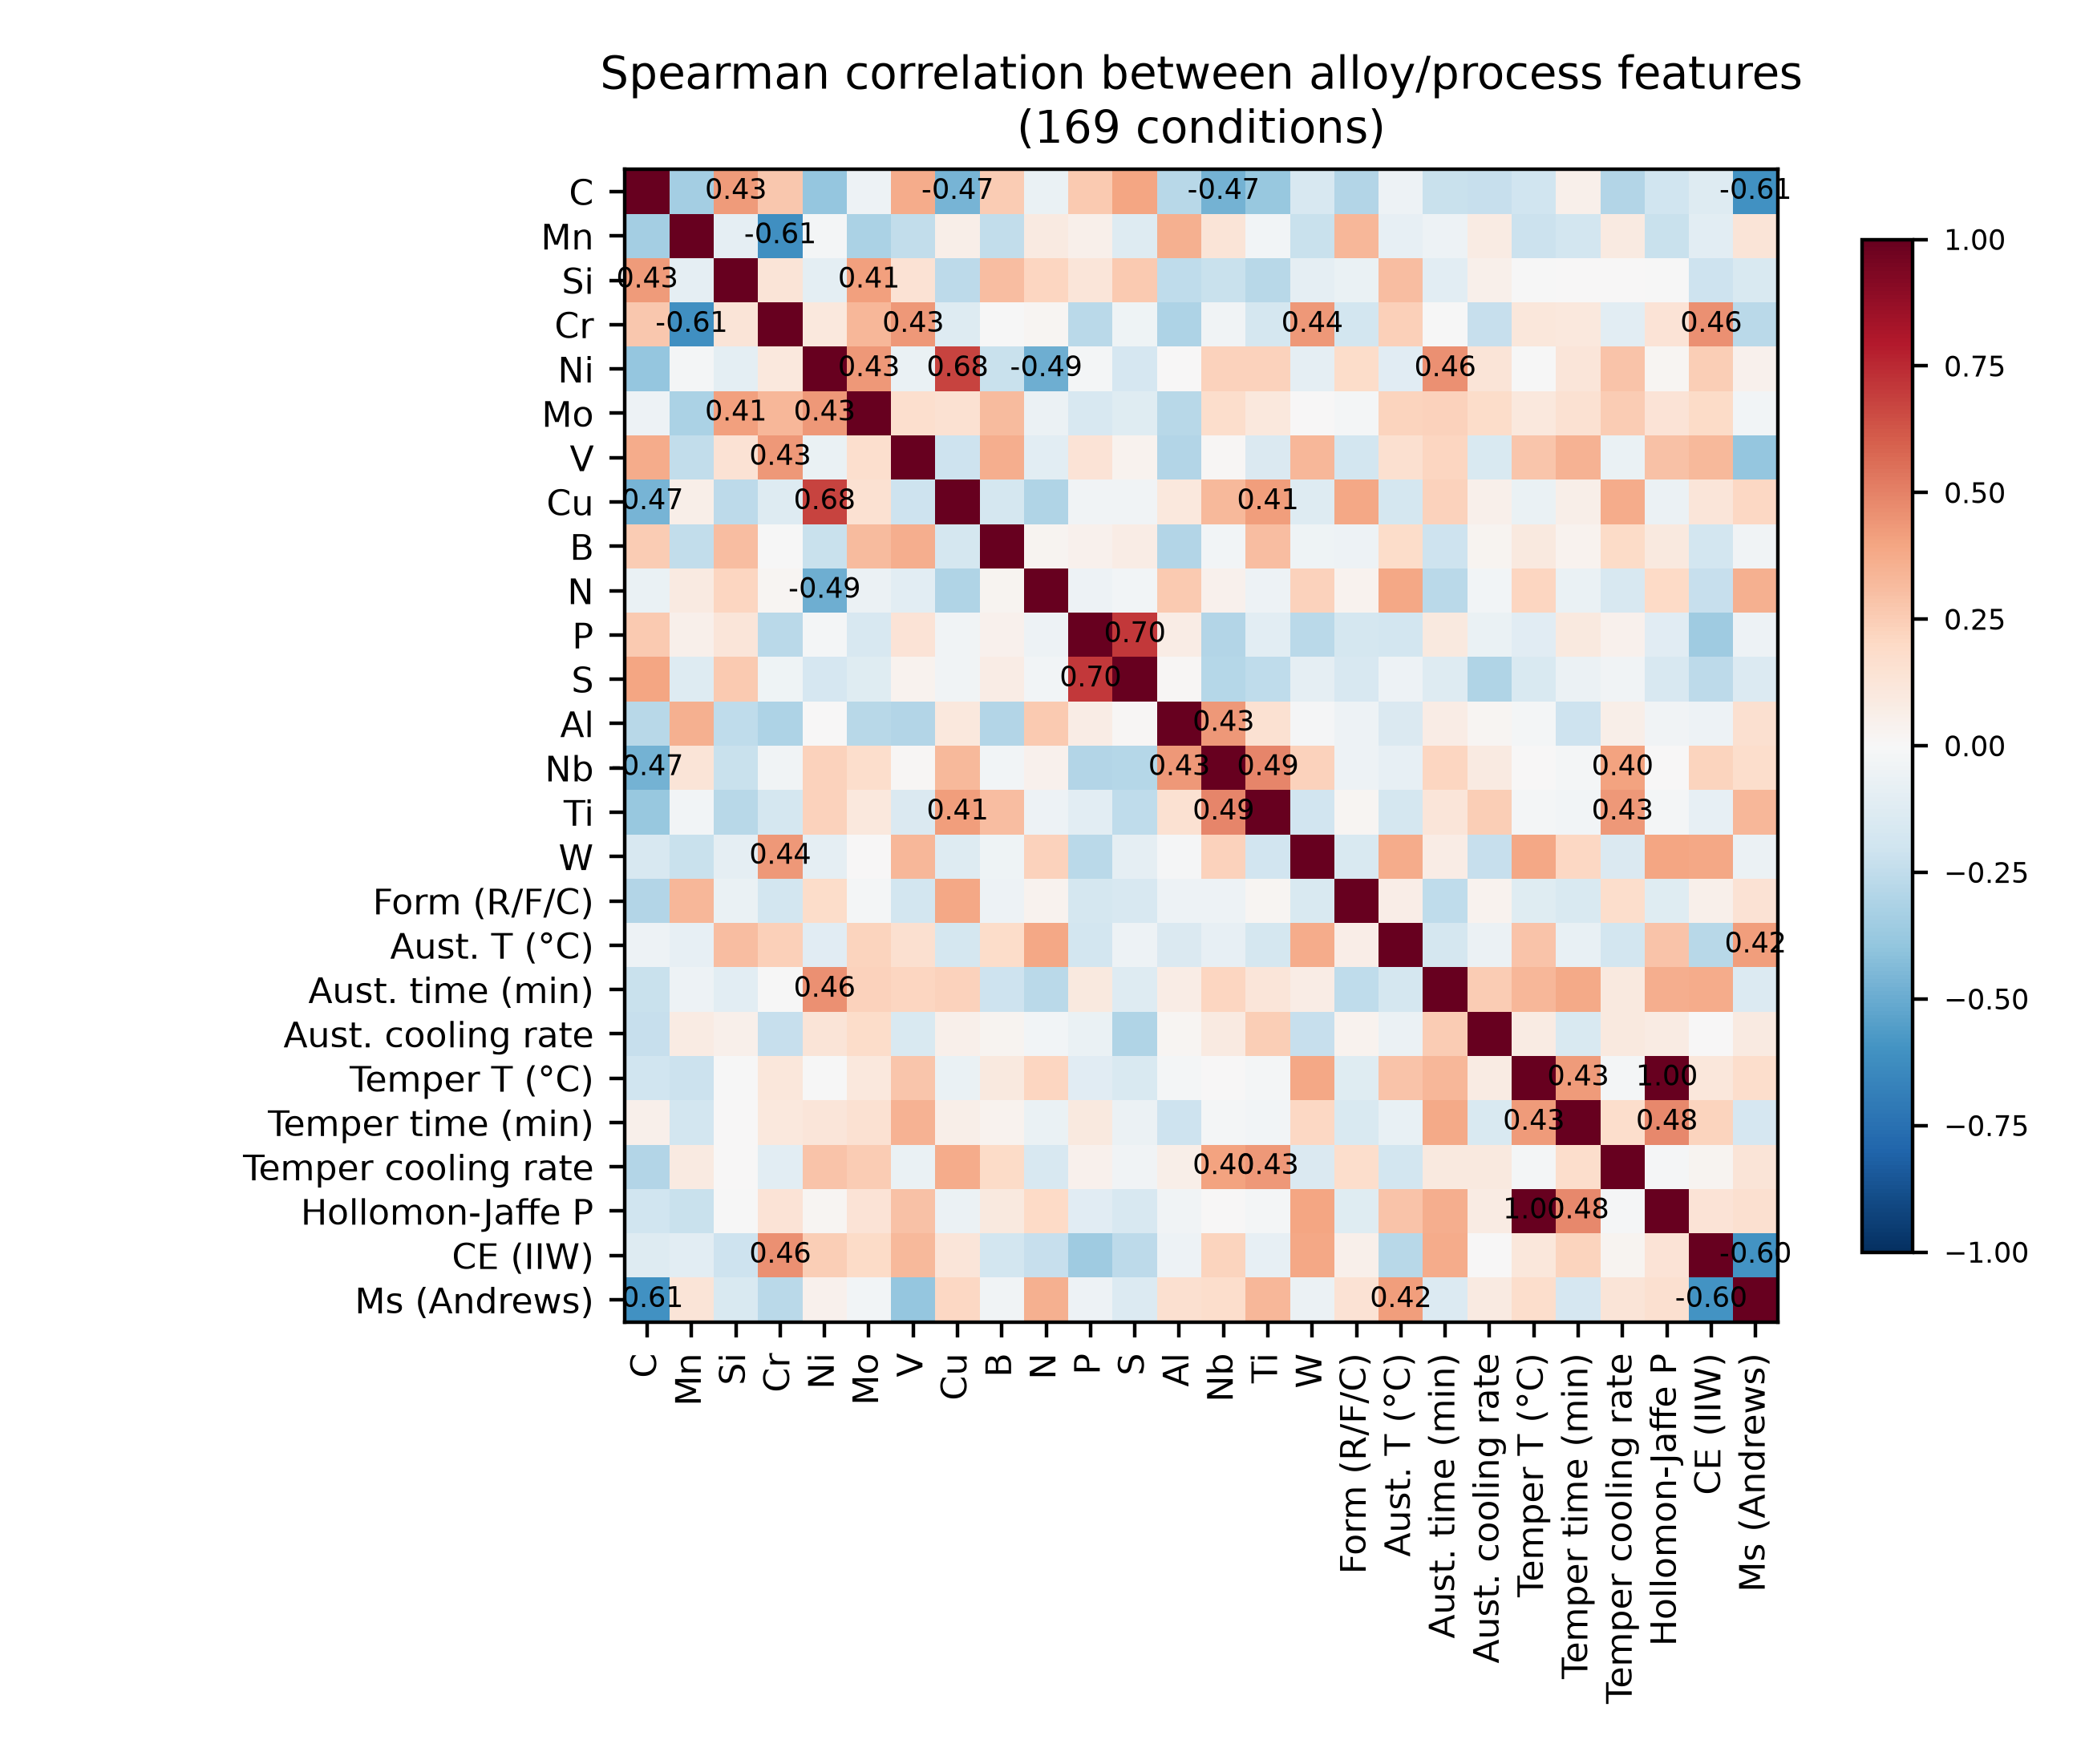 Spearman correlation between alloy/process features
(169 conditions)
C 0.43 -0.47 -0.47 -0.61
Mn -0.61
Si 0.43 0.41
Cr -0.61 0.43 0.44 0.46
Ni 0.43 0.68 -0.49 0.46
Mo 0.41 0.43
V 0.43
Cu 0.47 0.68 0.41
B
N -0.49
P 0.70
S 0.70
Al 0.43
Nb 0.47 0.43 0.49 0.40
Ti 0.41 0.49 0.43
W 0.44
Form (R/F/C)
Aust. T (°C) 0.42
Aust. time (min) 0.46
Aust. cooling rate
Temper T (°C) 0.43 1.00
Temper time (min) 0.43 0.48
Temper cooling rate 0.40 0.43
Hollomon-Jaffe P 1.00 0.48
CE (IIW) 0.46 -0.60
Ms (Andrews) 0.61 0.42 -0.60
C
Mn
Si
Cr
Ni
Mo
V
Cu
B
N
P
S
Al
Nb
Ti
W
Form (R/F/C)
Aust. T (°C)
Aust. time (min)
Aust. cooling rate
Temper T (°C)
Temper time (min)
Temper cooling rate
Hollomon-Jaffe P
CE (IIW)
Ms (Andrews)
1.00
0.75
0.50
0.25
0.00
−0.25
−0.50
−0.75
−1.00